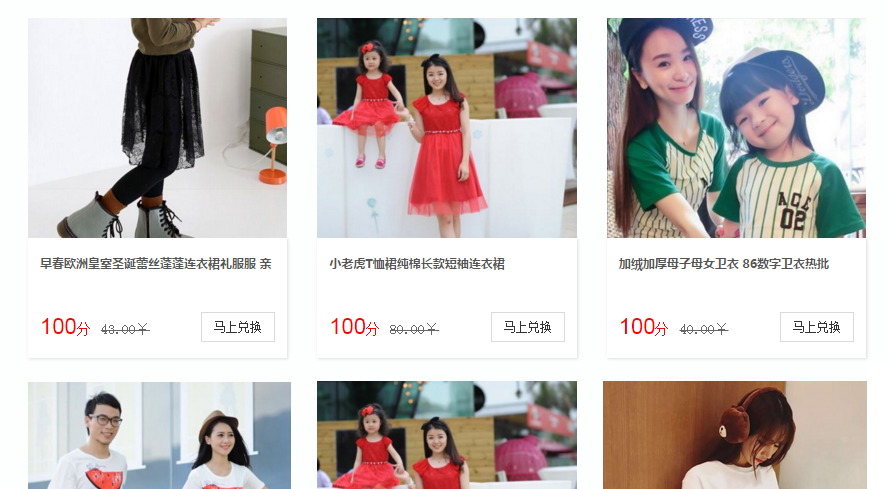 ACE
02
早春欧洲皇室圣诞蕾丝蓬蓬连衣裙礼服服 亲
小老虎T恤裙纯棉长款短袖连衣裙
加绒加厚母子母女卫衣 86数字卫衣热批
100分 43.00￥ 马上兑换
100分 80.00￥ 马上兑换
100分 40.00￥ 马上兑换